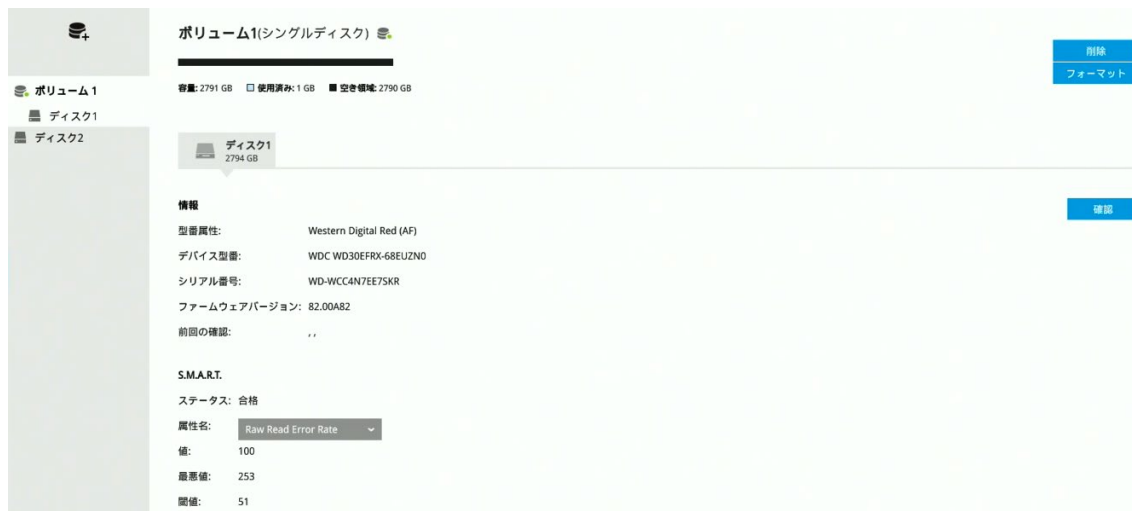 ボリューム1(シングルディスク)
削除
フォーマット
容量: 2791 GB 使用済み: 1 GB 空き領域: 2790 GB
ボリューム 1
ディスク1
ディスク2
ディスク1
2794 GB
情報
確認
型番属性: Western Digital Red (AF)
デバイス型番: WDC WD30EFRX-68EUZN0
シリアル番号: WD-WCC4N7EE7SKR
ファームウェアバージョン: 82.00A82
前回の確認: , ,
S.M.A.R.T.
ステータス: 合格
属性名: Raw Read Error Rate
値: 100
最悪値: 253
閾値: 51